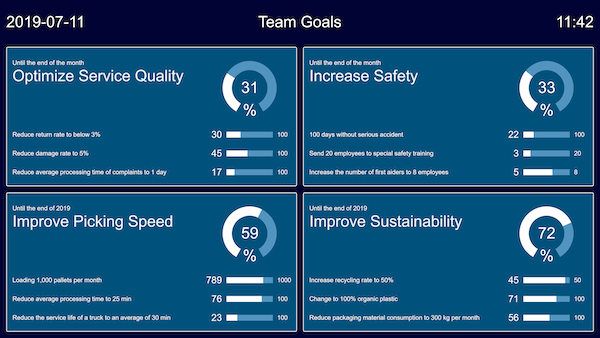 2019-07-11 Team Goals 11:42
Until the end of the month
Optimize Service Quality
31
%
Reduce return rate to below 3% 30 100
Reduce damage rate to 5% 45 100
Reduce average processing time of complaints to 1 day 17 100
Until the end of the month
Increase Safety
33
%
100 days without serious accident 22 100
Send 20 employees to special safety training 3 20
Increase the number of first aiders to 8 employees 5 8
Until the end of 2019
Improve Picking Speed
59
%
Loading 1,000 pallets per month 789 1000
Reduce average processing time to 25 min 76 100
Reduce the service life of a truck to an average of 30 min 23 100
Until the end of 2019
Improve Sustainability
72
%
Increase recycling rate to 50% 45 50
Change to 100% organic plastic 71 100
Reduce packaging material consumption to 300 kg per month 56 100